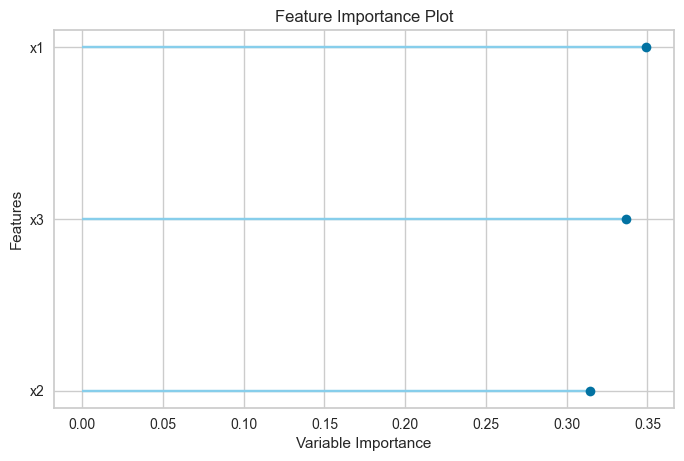 Feature Importance Plot
x1
x3
x2
Features
0.00 0.05 0.10 0.15 0.20 0.25 0.30 0.35
Variable Importance